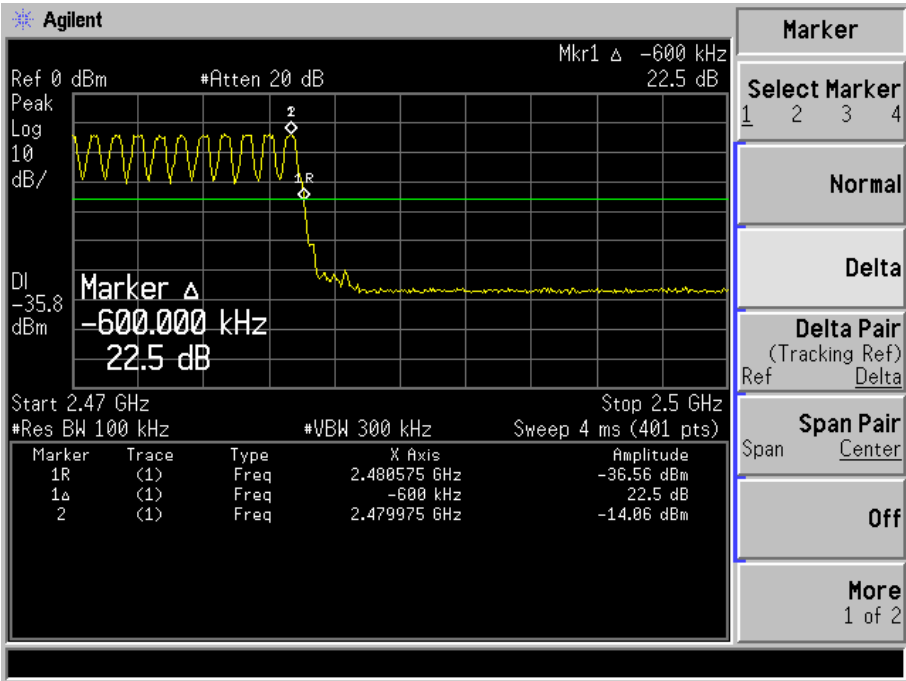 Agilent
Marker
Mkr1 Δ -600 kHz
Ref 0 dBm #Atten 20 dB 22.5 dB
Peak
Log
10
dB/
2
1R
DI
-35.8
dBm
Marker Δ
-600.000 kHz
22.5 dB
Start 2.47 GHz Stop 2.5 GHz
#Res BW 100 kHz #VBW 300 kHz Sweep 4 ms (401 pts)
Marker Trace Type X Axis Amplitude
1R (1) Freq 2.480575 GHz -36.56 dBm
1Δ (1) Freq -600 kHz 22.5 dB
2 (1) Freq 2.479975 GHz -14.06 dBm
Select Marker
1 2 3 4
Normal
Delta
Delta Pair
(Tracking Ref)
Ref Delta
Span Pair
Span Center
Off
More
1 of 2